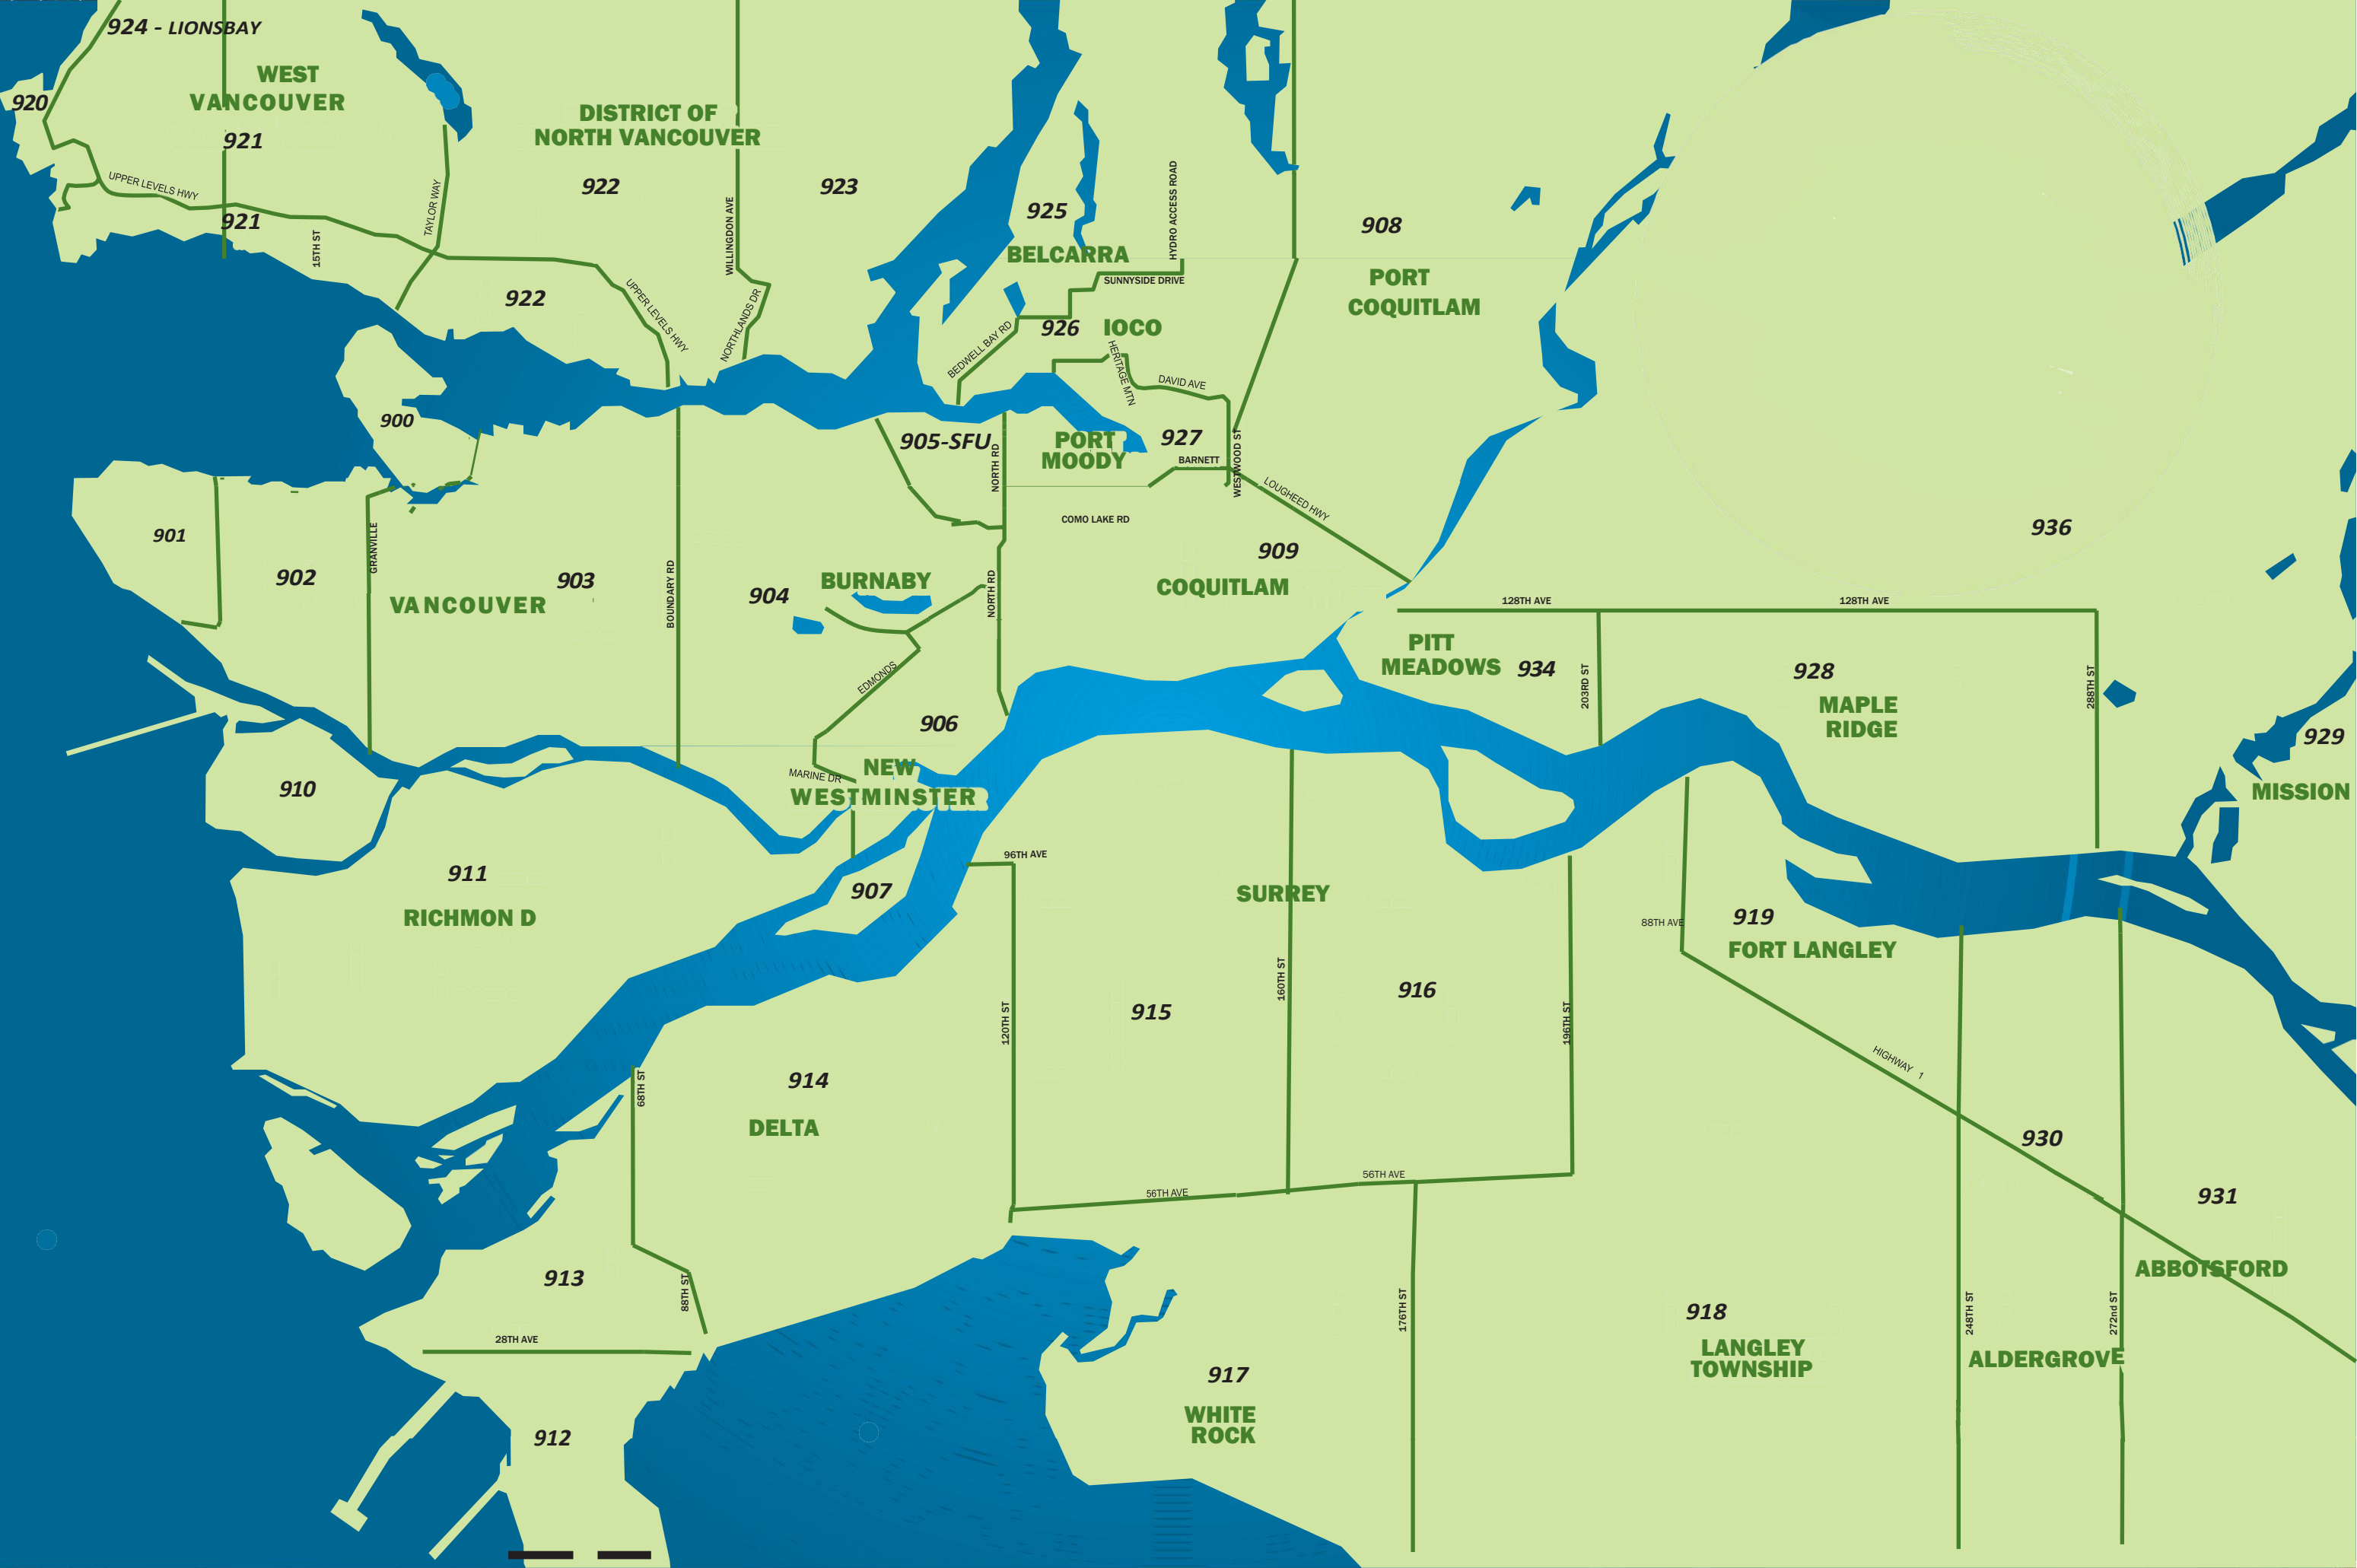 924 - LIONSBAY
WEST
VANCOUVER
920
921
UPPER LEVELS HWY
921
15TH ST
TAYLOR WAY
DISTRICT OF
NORTH VANCOUVER
922
923
WILLINGDON AVE
922
UPPER LEVELS HWY
NORTHLANDS DR
925
BELCARRA
HYDRO ACCESS ROAD
SUNNYSIDE DRIVE
908
PORT
COQUITLAM
926
IOCO
BEDWELL BAY RD
HERITAGE MTN
DAVID AVE
900
905-SFU
NORTH RD
PORT
MOODY
927
BARNETT
WESTWOOD ST
LOUGHEED HWY
COMO LAKE RD
901
902
GRANVILLE
903
VANCOUVER
BOUNDARY RD
904
BURNABY
NORTH RD
909
COQUITLAM
936
128TH AVE
128TH AVE
PITT
MEADOWS
934
203RD ST
928
MAPLE
RIDGE
288TH ST
929
MISSION
EDMONDS
906
MARINE DR
NEW
WESTMINSTER
910
911
RICHMON D
907
96TH AVE
SURREY
88TH AVE
919
FORT LANGLEY
120TH ST
915
160TH ST
916
196TH ST
HIGHWAY 1
68TH ST
914
DELTA
930
931
56TH AVE
56TH AVE
ABBOTSFORD
913
88TH ST
28TH AVE
176TH ST
918
LANGLEY
TOWNSHIP
248TH ST
272nd ST
ALDERGROVE
917
WHITE
ROCK
912